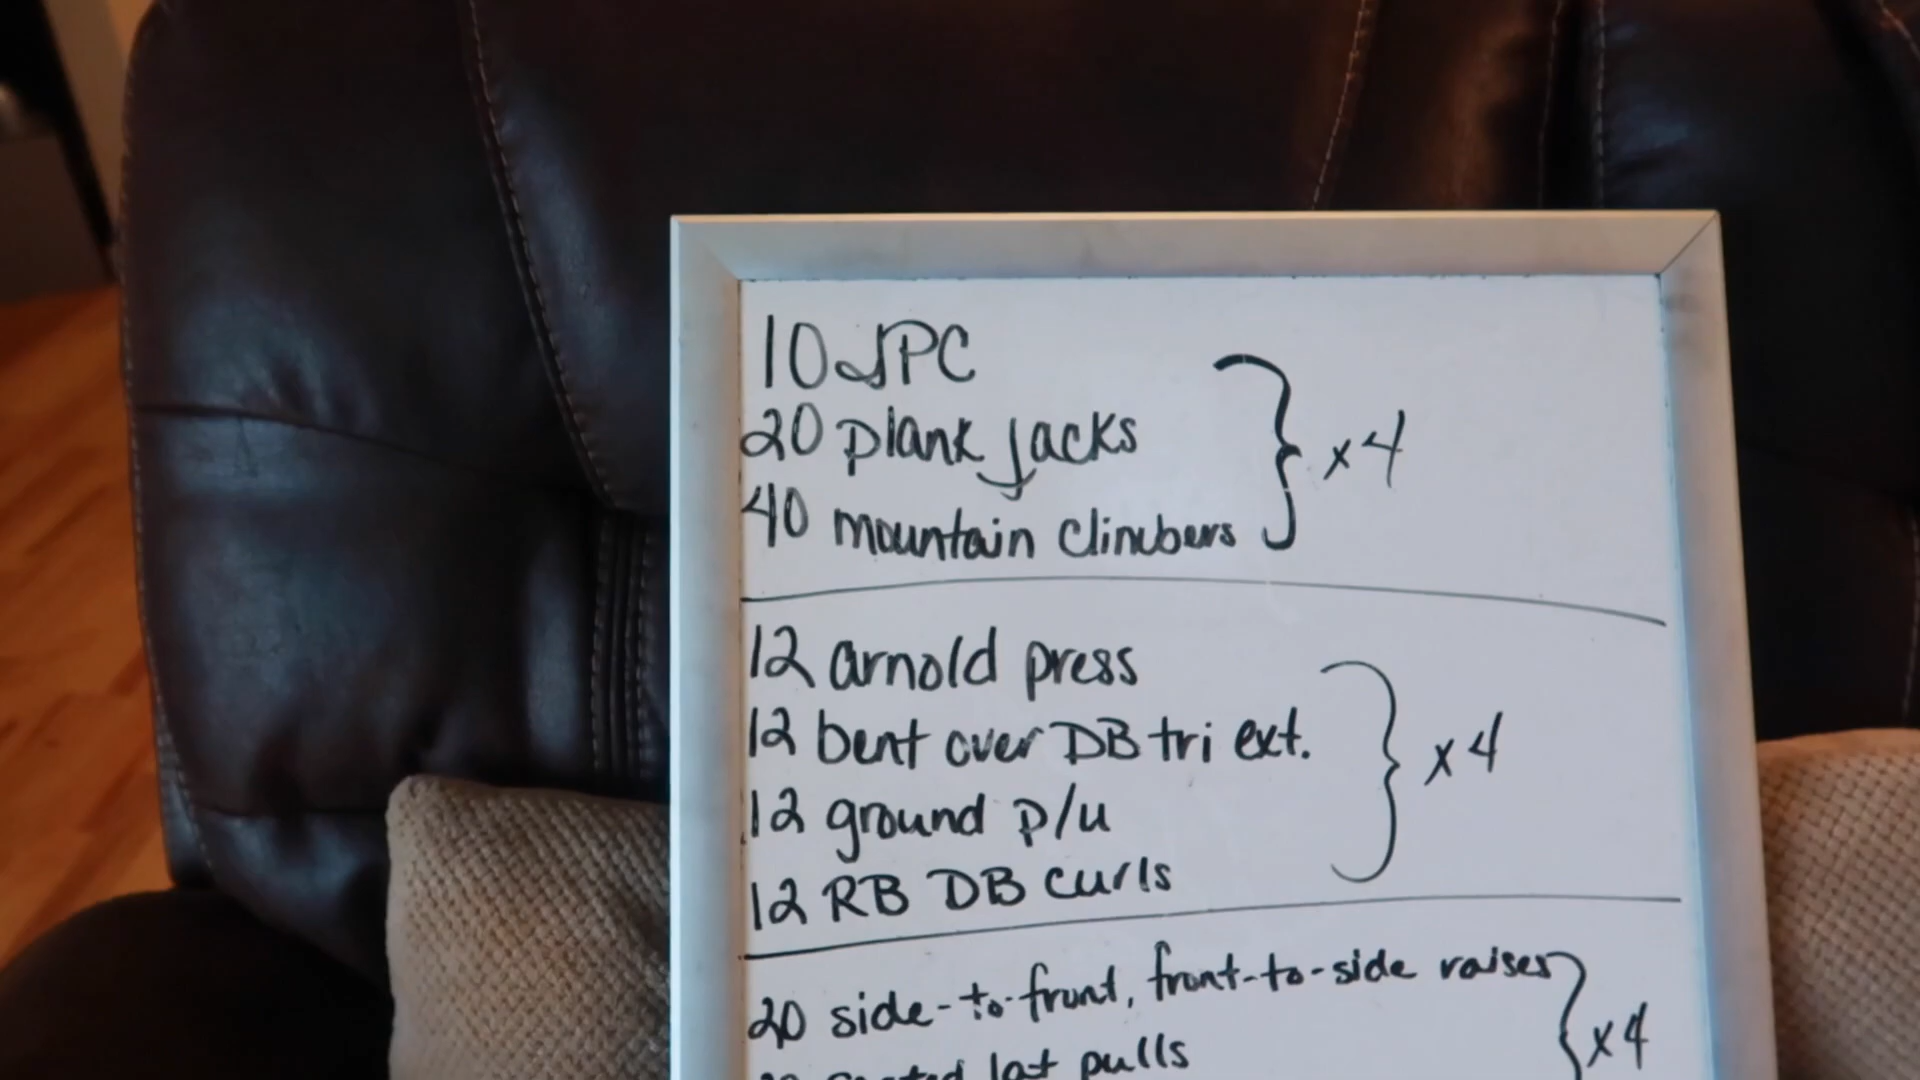 10 JPC
20 plank jacks
40 mountain climbers
} x4
12 arnold press
12 bent over DB tri ext.
12 ground p/u
12 RB DB curls
} x4
20 side-to-front, front-to-side raises
} x4
lat pulls